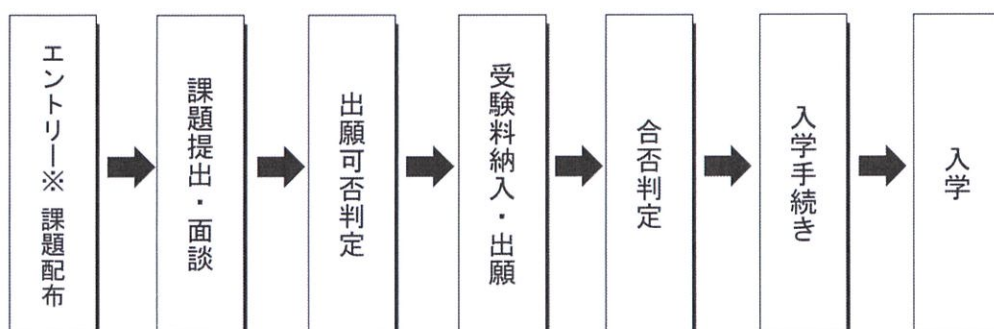 エントリー※ 課題配布
課題提出・面談
出願可否判定
受験料納入・出願
合否判定
入学手続き
入学